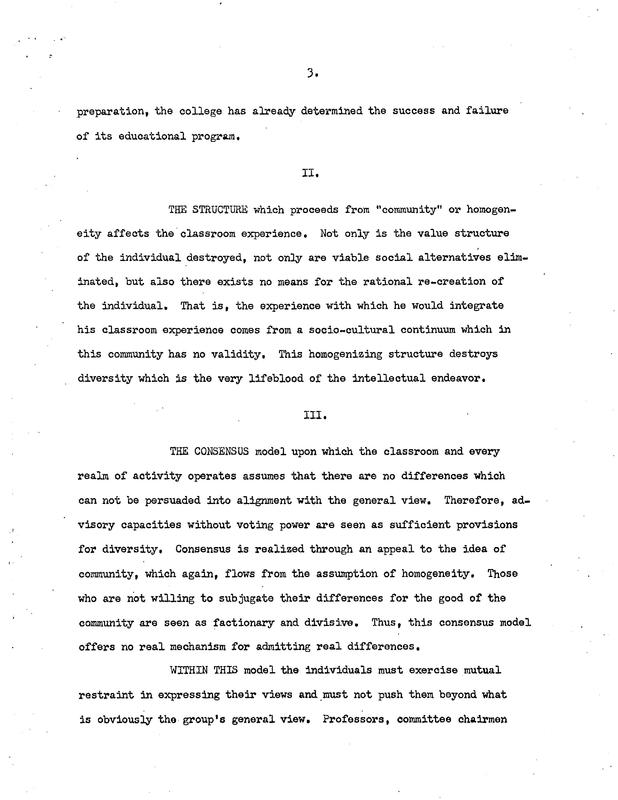 3.
preparation, the college has already determined the success and failure
of its educational program.
II.
THE STRUCTURE which proceeds from "community" or homogen-
eity affects the classroom experience. Not only is the value structure
of the individual destroyed, not only are viable social alternatives elim-
inated, but also there exists no means for the rational re-creation of
the individual. That is, the experience with which he would integrate
his classroom experience comes from a socio-cultural continuum which in
this community has no validity. This homogenizing structure destroys
diversity which is the very lifeblood of the intellectual endeavor.
III.
THE CONSENSUS model upon which the classroom and every
realm of activity operates assumes that there are no differences which
can not be persuaded into alignment with the general view. Therefore, ad-
visory capacities without voting power are seen as sufficient provisions
for diversity. Consensus is realized through an appeal to the idea of
community, which again, flows from the assumption of homogeneity. Those
who are not willing to subjugate their differences for the good of the
community are seen as factionary and divisive. Thus, this consensus model
offers no real mechanism for admitting real differences.
WITHIN THIS model the individuals must exercise mutual
restraint in expressing their views and must not push them beyond what
is obviously the group's general view. Professors, committee chairmen